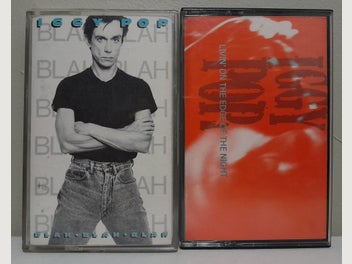 IGGY POP
BLAH BLAH
BLAH BLAH
BLAH
BLAH
BLAH
BLAH
BLAH·BLAH·BLAH
IGGY
POP
LIVIN' ON THE EDGE OF THE NIGHT